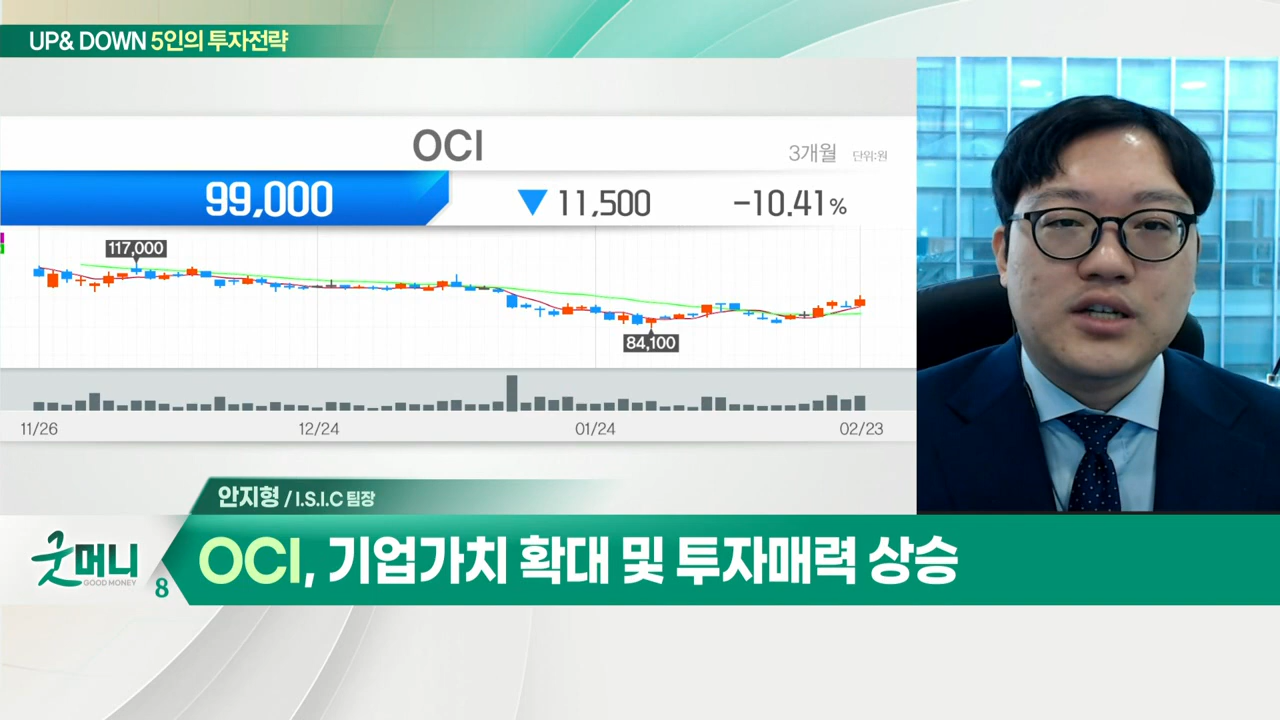 UP& DOWN 5인의 투자전략
OCI
3개월 단위:원
99,000 ▼ 11,500 -10.41%
117,000
84,100
11/26 12/24 01/24 02/23
안지형 / I.S.I.C 팀장
굿머니
GOOD MONEY
8
OCI, 기업가치 확대 및 투자매력 상승